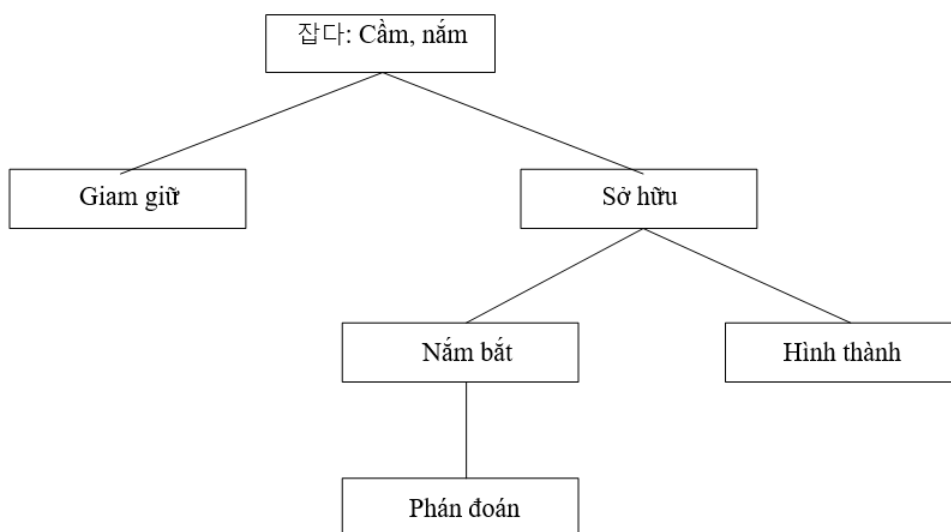 잡다: Cầm, nắm
Giam giữ
Sở hữu
Nắm bắt
Hình thành
Phán đoán